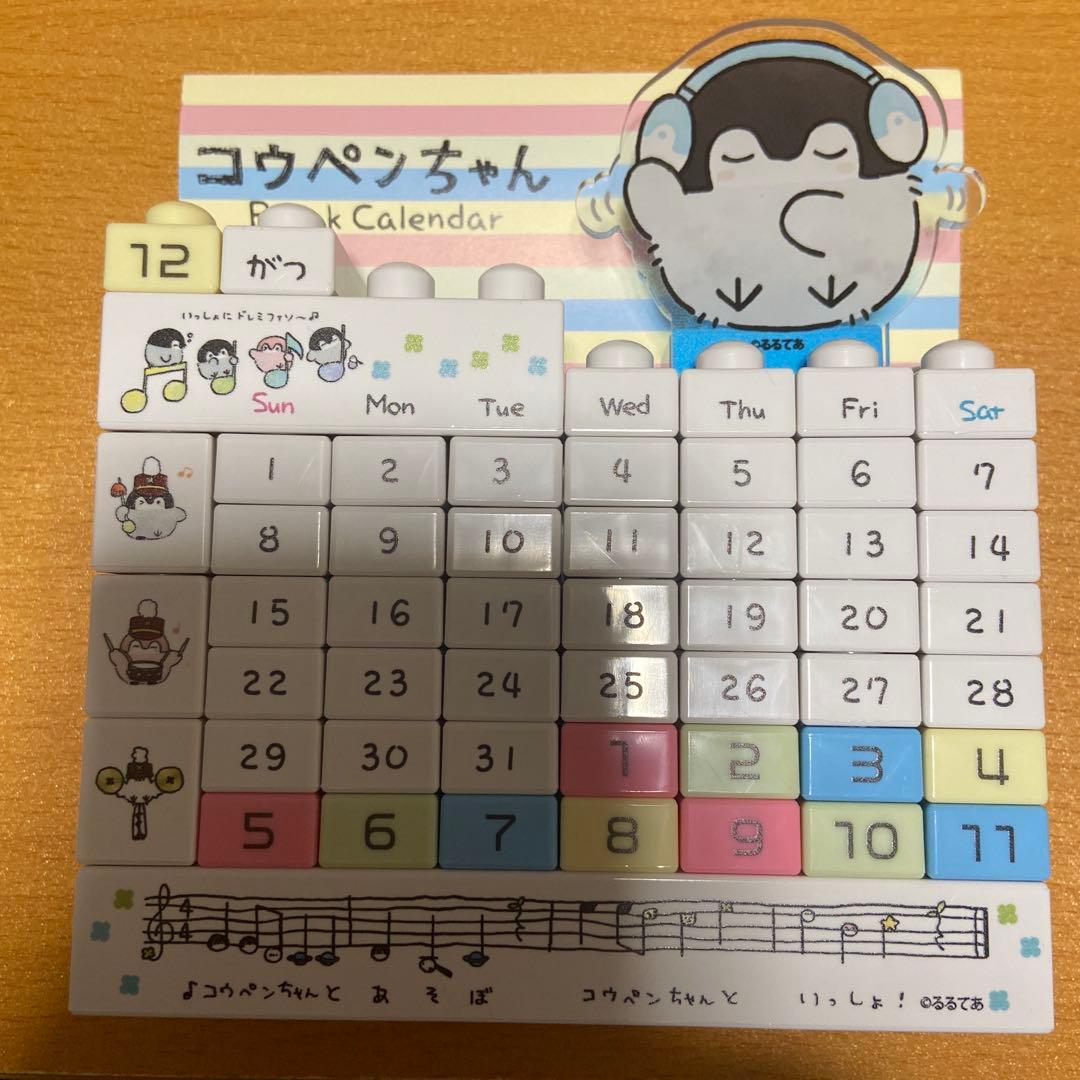 コウペンちゃん
Calendar
12 がつ
いっしょに ドレミファソ〜♪
Sun Mon Tue Wed Thu Fri Sat
©るるてあ
1 2 3 4 5 6 7
8 9 10 11 12 13 14
15 16 17 18 19 20 21
22 23 24 25 26 27 28
29 30 31 1 2 3 4
5 6 7 8 9 10 11
4
4
♪コウペンちゃんと あ そ ぼ コウペンちゃんと いっしょ! ©るるてあ